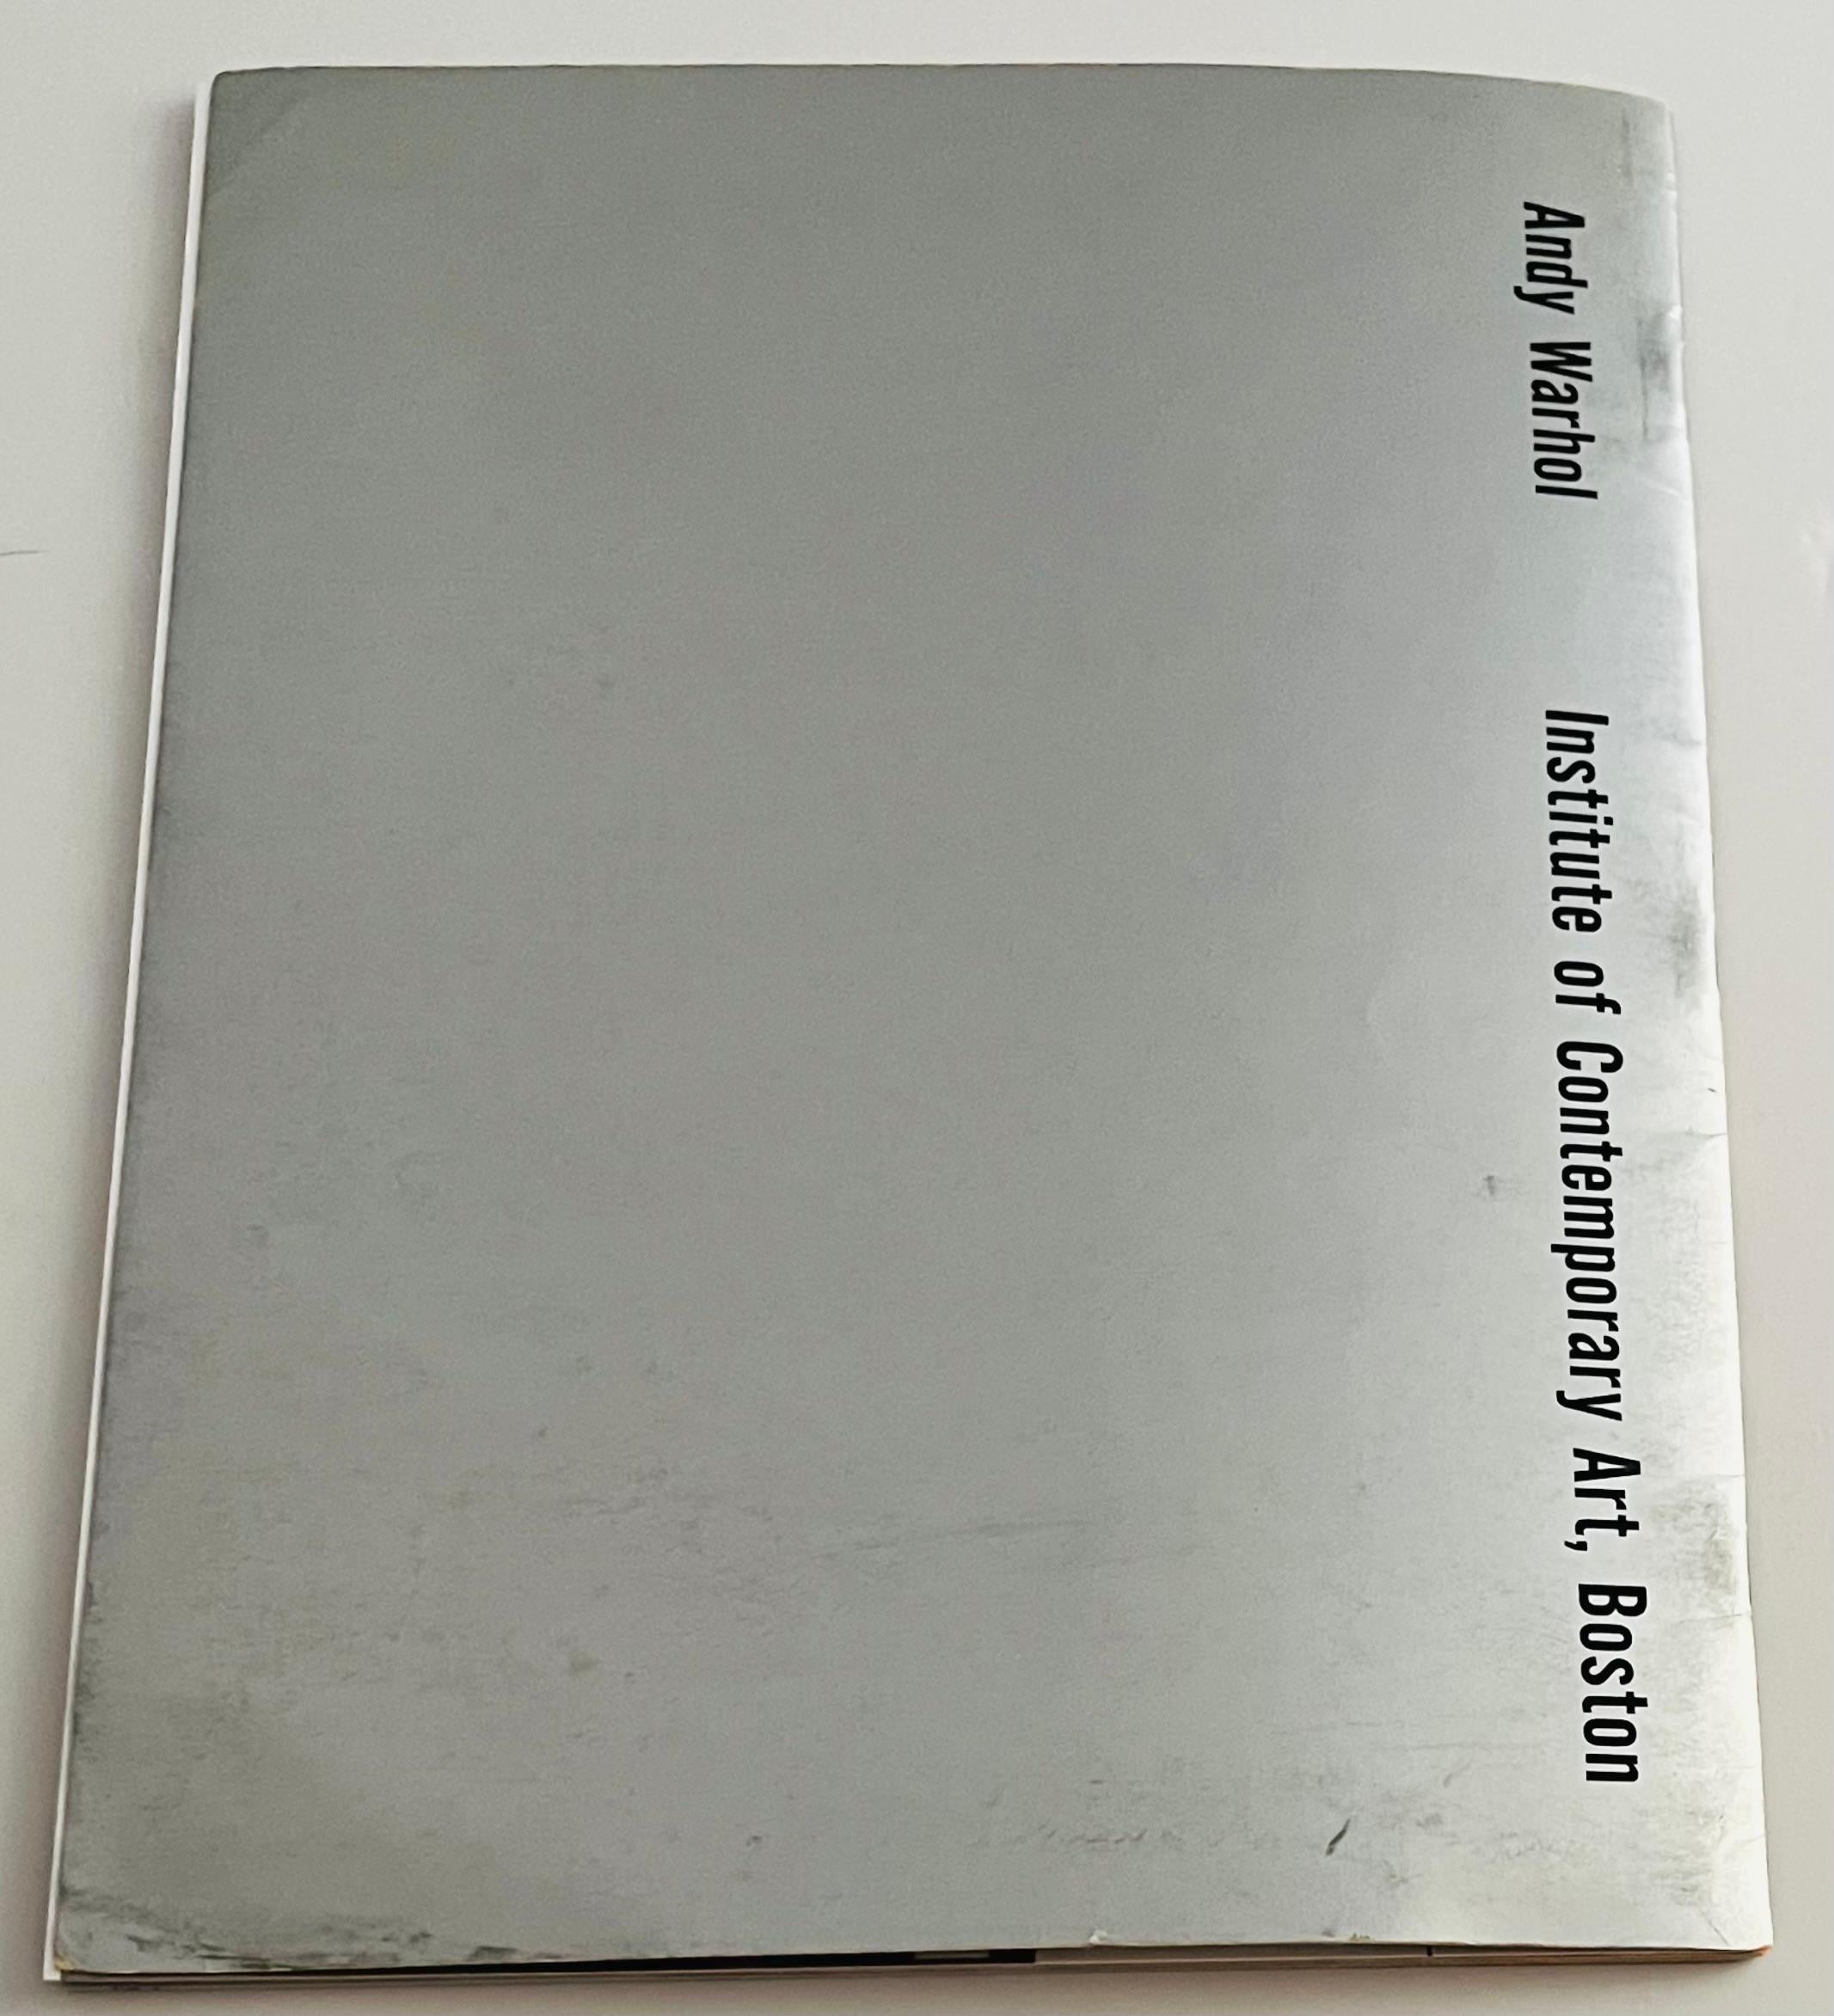 Andy Warhol Institute of Contemporary Art, Boston